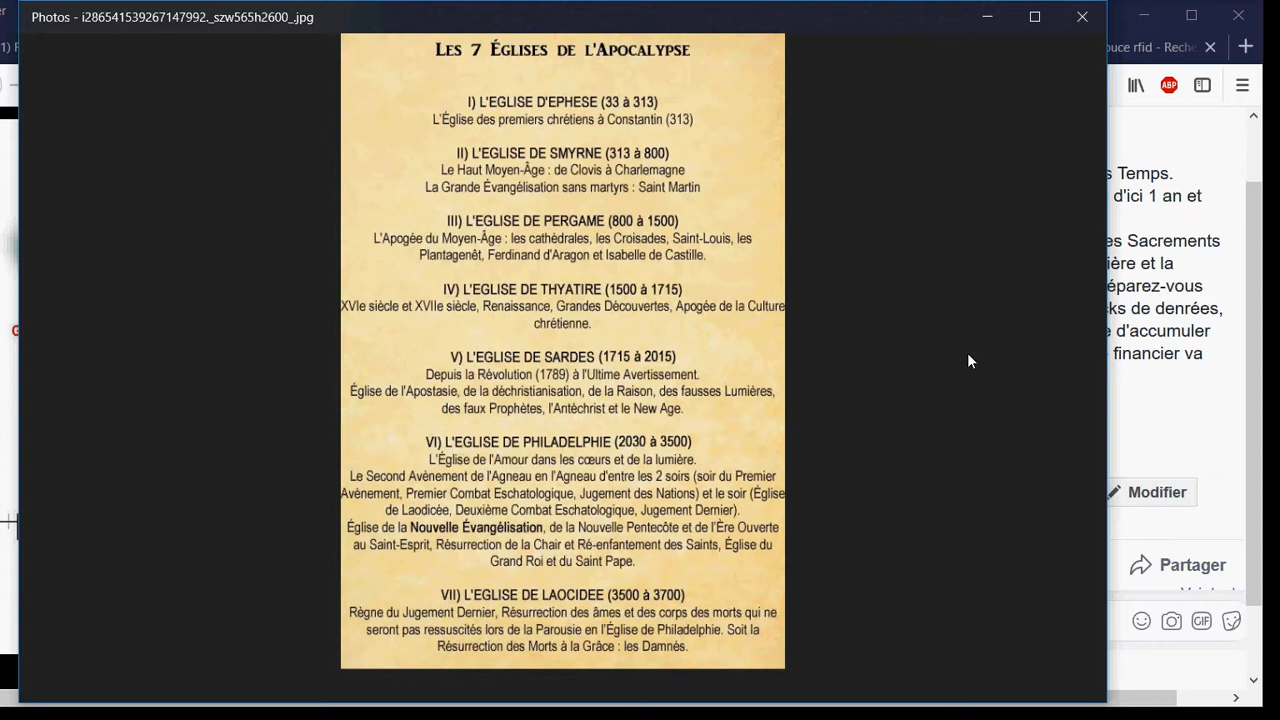 Photos - i286541539267147992._szw565h2600_.jpg
LES 7 ÉGLISES DE L'APOCALYPSE
I) L'EGLISE D'EPHESE (33 à 313)
L'Église des premiers chrétiens à Constantin (313)
II) L'EGLISE DE SMYRNE (313 à 800)
Le Haut Moyen-Âge : de Clovis à Charlemagne
La Grande Évangélisation sans martyrs : Saint Martin
III) L'EGLISE DE PERGAME (800 à 1500)
L'Apogée du Moyen-Âge : les cathédrales, les Croisades, Saint-Louis, les
Plantagenêt, Ferdinand d'Aragon et Isabelle de Castille.
IV) L'EGLISE DE THYATIRE (1500 à 1715)
XVIe siècle et XVIIe siècle, Renaissance, Grandes Découvertes, Apogée de la Culture
chrétienne.
V) L'EGLISE DE SARDES (1715 à 2015)
Depuis la Révolution (1789) à l'Ultime Avertissement.
Église de l'Apostasie, de la déchristianisation, de la Raison, des fausses Lumières,
des faux Prophètes, l'Antéchrist et le New Age.
VI) L'EGLISE DE PHILADELPHIE (2030 à 3500)
L'Église de l'Amour dans les cœurs et de la lumière.
Le Second Avènement de l'Agneau en l'Agneau d'entre les 2 soirs (soir du Premier
Avènement, Premier Combat Eschatologique, Jugement des Nations) et le soir (Église
de Laodicée, Deuxième Combat Eschatologique, Jugement Dernier).
Église de la Nouvelle Évangélisation, de la Nouvelle Pentecôte et de l'Ère Ouverte
au Saint-Esprit, Résurrection de la Chair et Ré-enfantement des Saints, Église du
Grand Roi et du Saint Pape.
VII) L'EGLISE DE LAOCIDEE (3500 à 3700)
Règne du Jugement Dernier, Résurrection des âmes et des corps des morts qui ne
seront pas ressuscités lors de la Parousie en l'Église de Philadelphie. Soit la
Résurrection des Morts à la Grâce : les Damnés.
uce rfid - Reche
ABP
s Temps.
d'ici 1 an et
es Sacrements
ière et la
éparez-vous
ks de denrées,
d'accumuler
financier va
Modifier
Partager
GIF